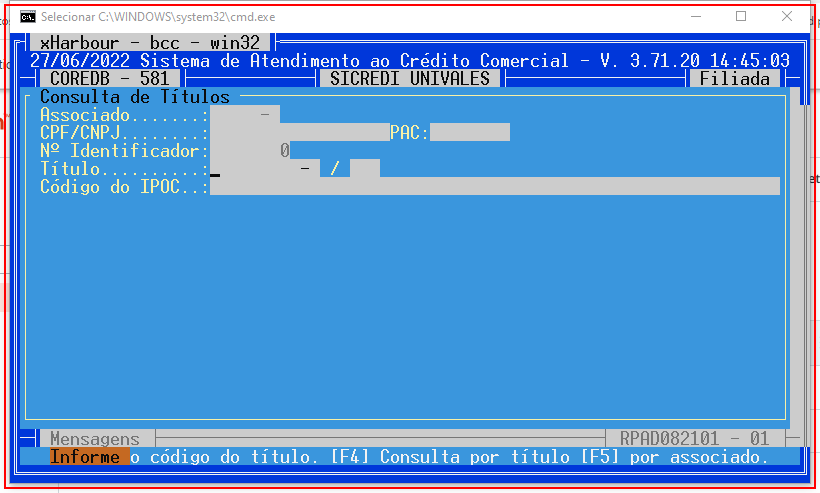 Selecionar C:\WINDOWS\system32\cmd.exe
xHarbour - bcc - win32
27/06/2022 Sistema de Atendimento ao Crédito Comercial - V. 3.71.20 14:45:03
COREDB - 581 SICREDI UNIVALES Filiada
Consulta de Títulos
Associado.......: -
CPF/CNPJ........: PAC:
Nº Identificador: 0
Título..........: - /
Código do IPOC..:
Mensagens RPAD082101 - 01
Informe o código do título. [F4] Consulta por título [F5] por associado.